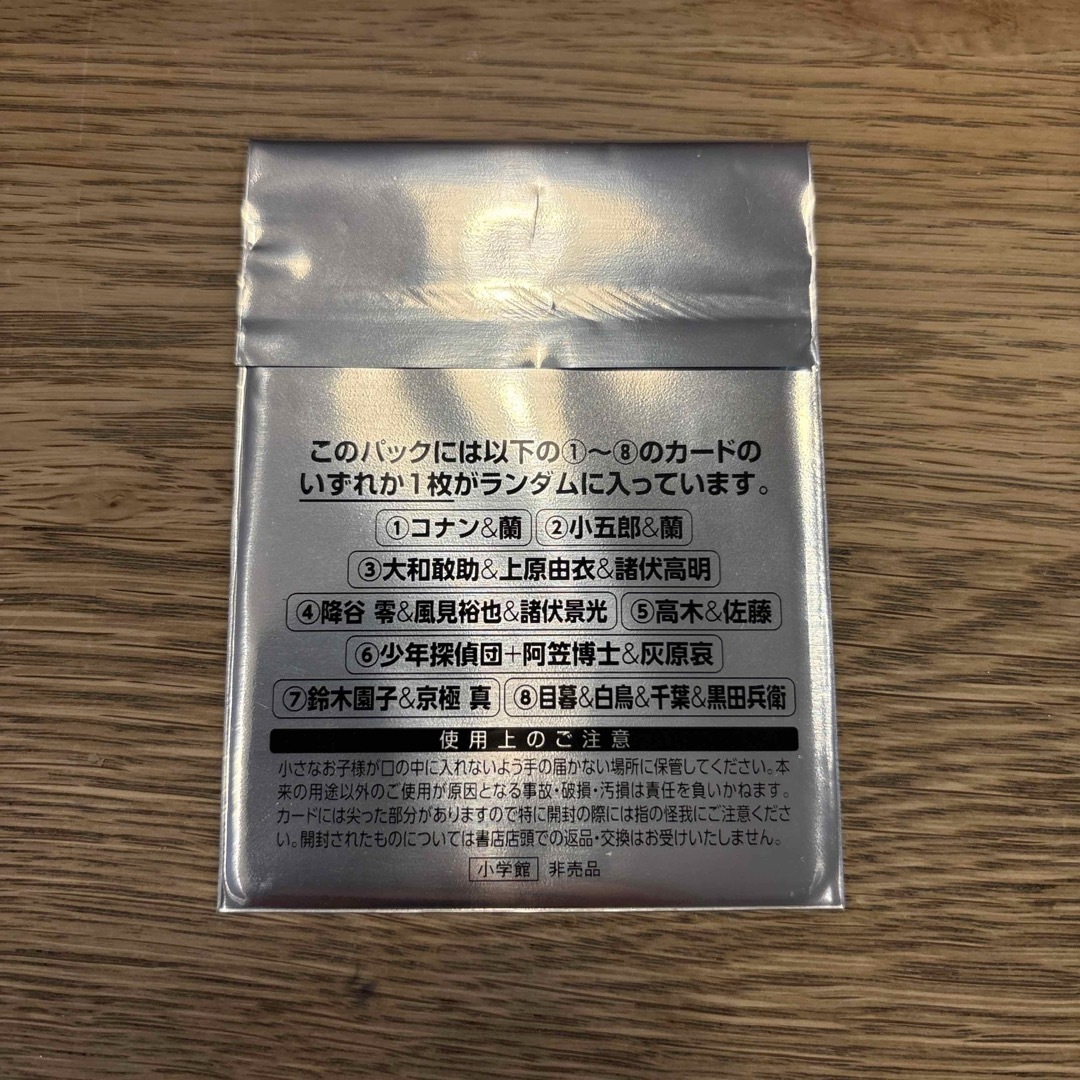 このパックには以下の①〜⑧のカードの
いずれか1枚がランダムに入っています。
①コナン&蘭 ②小五郎&蘭
③大和敢助&上原由衣&諸伏高明
④降谷 零&風見裕也&諸伏景光 ⑤高木&佐藤
⑥少年探偵団+阿笠博士&灰原哀
⑦鈴木園子&京極 真 ⑧目暮&白鳥&千葉&黒田兵衛
使用上のご注意
小さなお子様が口の中に入れないよう手の届かない場所に保管してください。本
来の用途以外のご使用が原因となる事故・破損・汚損は責任を負いかねます。
カードには尖った部分がありますので特に開封の際には指の怪我にご注意くださ
い。開封されたものについては書店店頭での返品・交換はお受けいたしません。
小学館 非売品